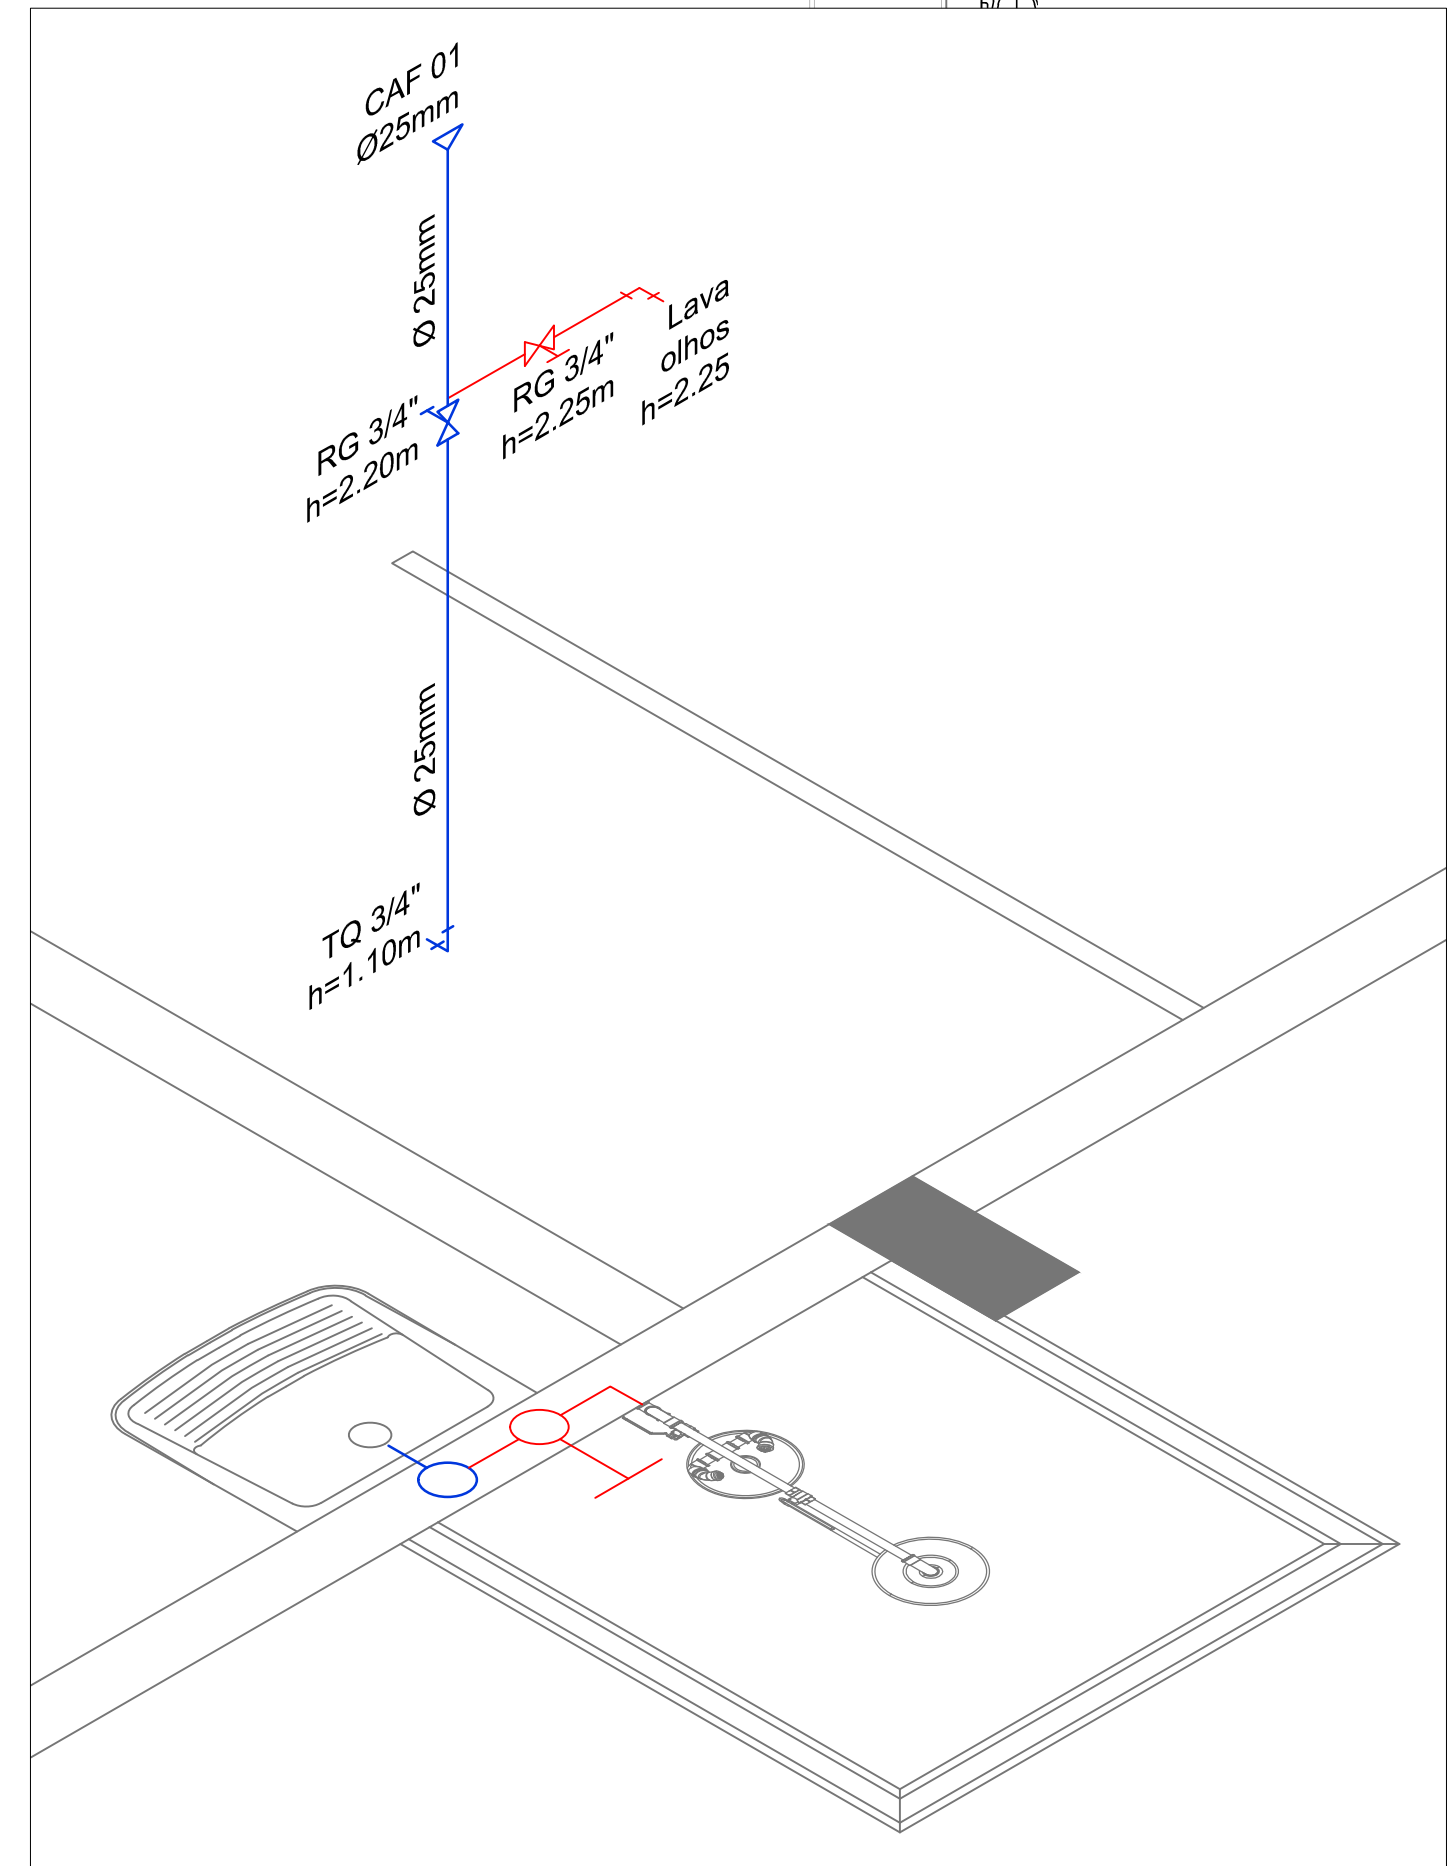 CAF 01
Ø25mm
Ø 25mm
Lava
olhos
h=2.25
RG 3/4"
h=2.25m
RG 3/4"
h=2.20m
Ø 25mm
TQ 3/4"
h=1.10m